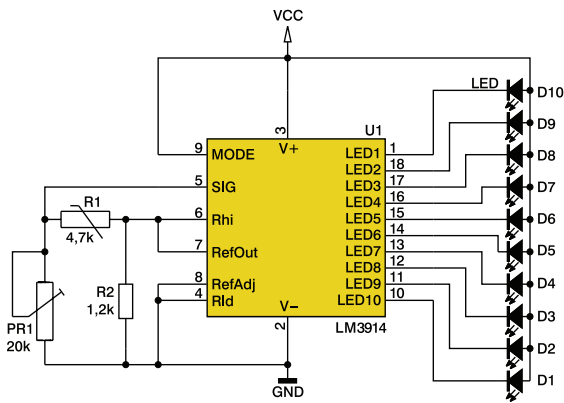 VCC
LED
D10
U1
3
V+
9
MODE
LED1
1
D9
LED2
18
5
SIG
LED3
17
D8
LED4
16
D7
R1
4,7k
6
Rhi
LED5
15
D6
LED6
14
7
RefOut
LED7
13
D5
LED8
12
8
RefAdj
LED9
11
D4
R2
1,2k
4
Rld
LED10
10
V−
D3
PR1
20k
2
LM3914
D2
D1
GND